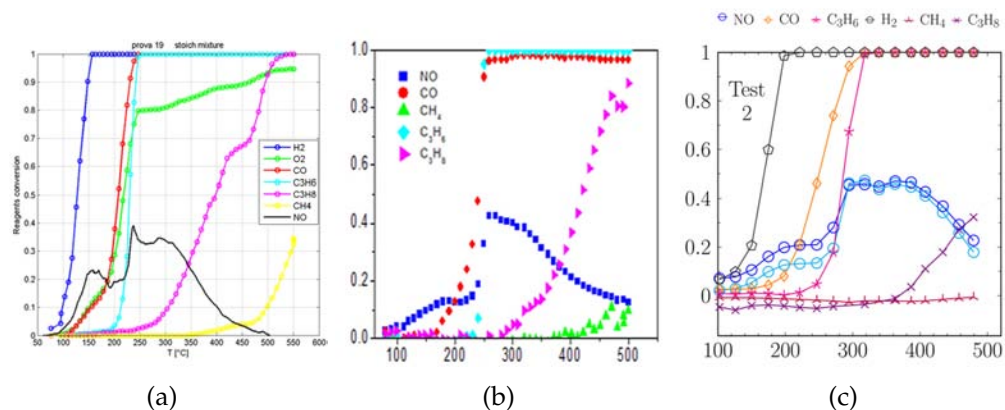 prova 19 stoich mixture
Reagents conversion
1
0.9
0.8
0.7
0.6
0.5
0.4
0.3
0.2
0.1
0
50
100
150
200
250
300
350
400
450
500
550
600
T [°C]
H2
O2
CO
C3H6
C3H8
CH4
NO
(a)
1.0
0.8
0.6
0.4
0.2
0.0
100 200 300 400 500
NO
CO
CH₄
C₃H₆
C₃H₈
(b)
NO CO C₃H₆ H₂ CH₄ C₃H₈
Test
2
1
0.8
0.6
0.4
0.2
0
100 200 300 400 500
(c)